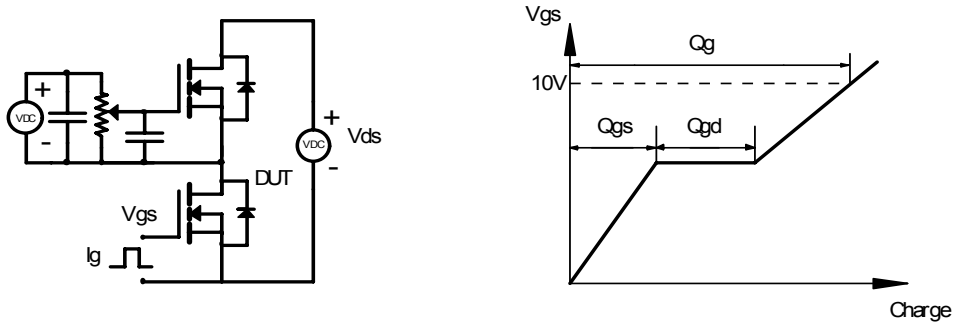 +
VDC
-
+
VDC
-
Vds
DUT
Vgs
Ig
Vgs
Qg
10V
Qgs
Qgd
Charge